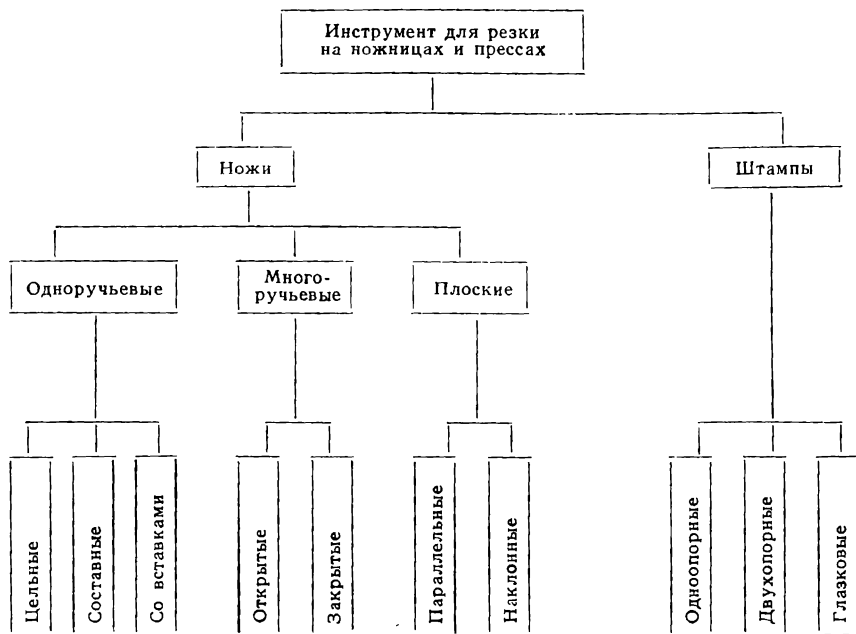 Инструмент для резки
на ножницах и прессах
Ножи
Штампы
Одноручьевые
Много-
ручьевые
Плоские
Цельные
Составные
Со вставками
Открытые
Закрытые
Параллельные
Наклонные
Одноопорные
Двухопорные
Глазковые